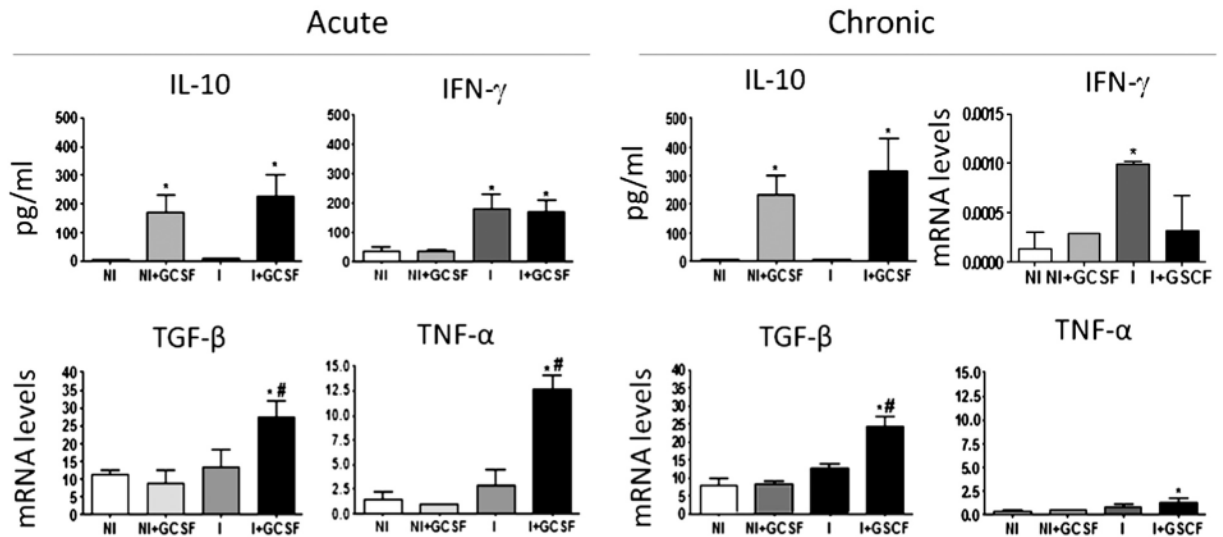 Acute
Chronic
IL-10
IFN-γ
IL-10
IFN-γ
pg/ml
500
400
300
200
100
0
*
*
NI
NI+GCSF
I
I+GCSF
500
400
300
200
100
0
*
*
NI
NI+GCSF
I
I+GCSF
pg/ml
500
400
300
200
100
0
*
*
NI
NI+GCSF
I
I+GCSF
mRNA levels
0.0015
0.0010
0.0005
0.0000
*
NI
NI+GCSF
I
I+GSCF
TGF-β
TNF-α
TGF-β
TNF-α
mRNA levels
40
35
30
25
20
15
10
5
0
*#
NI
NI+GCSF
I
I+GCSF
15.0
12.5
10.0
7.5
5.0
2.5
0.0
*#
NI
NI+GCSF
I
I+GCSF
mRNA levels
40
35
30
25
20
15
10
5
0
*#
NI
NI+GCSF
I
I+GSCF
15.0
12.5
10.0
7.5
5.0
2.5
0.0
*
NI
NI+GCSF
I
I+GSCF